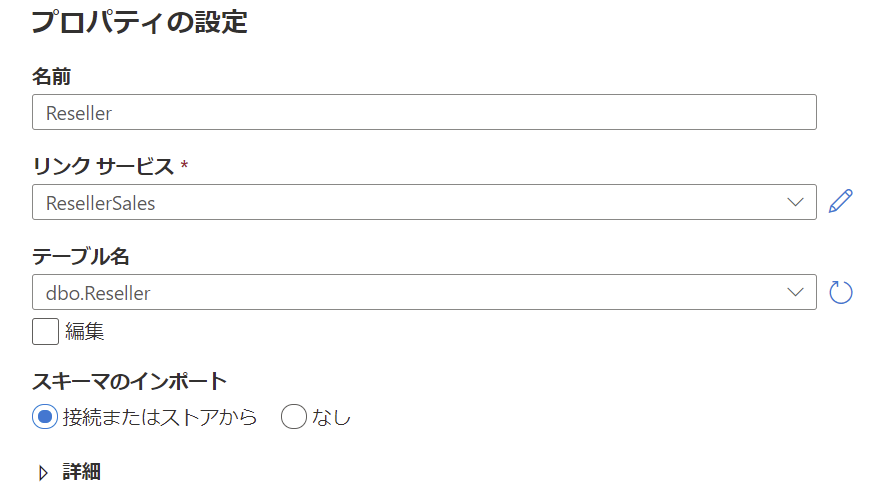 プロパティの設定
名前
Reseller
リンク サービス *
ResellerSales
テーブル名
dbo.Reseller
編集
スキーマのインポート
接続またはストアから なし
詳細